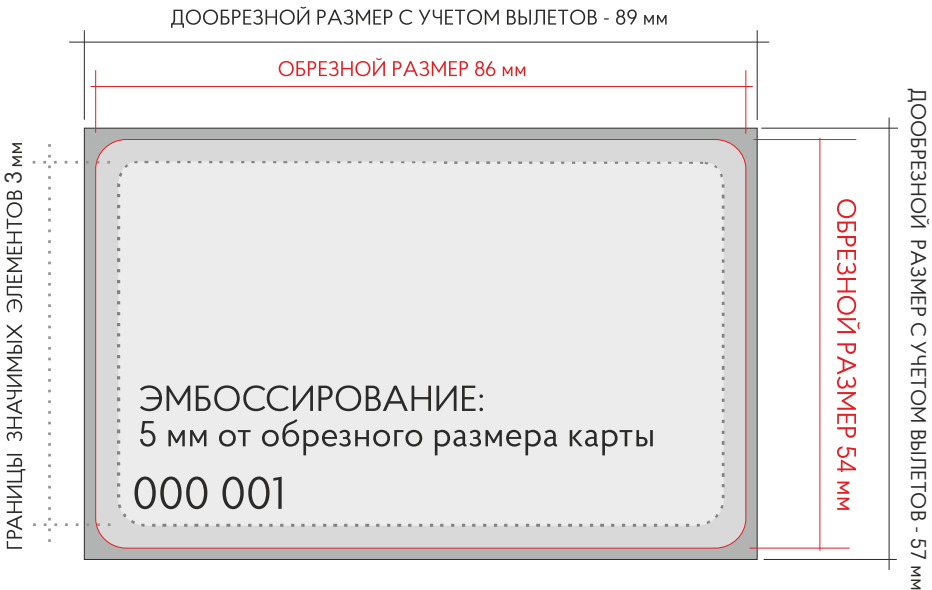 ДООБРЕЗНОЙ РАЗМЕР С УЧЕТОМ ВЫЛЕТОВ - 89 мм
ОБРЕЗНОЙ РАЗМЕР 86 мм
ГРАНИЦЫ ЗНАЧИМЫХ ЭЛЕМЕНТОВ 3 мм
ЭМБОССИРОВАНИЕ:
5 мм от обрезного размера карты
000 001
ОБРЕЗНОЙ РАЗМЕР 54 мм
ДООБРЕЗНОЙ РАЗМЕР С УЧЕТОМ ВЫЛЕТОВ - 57 мм